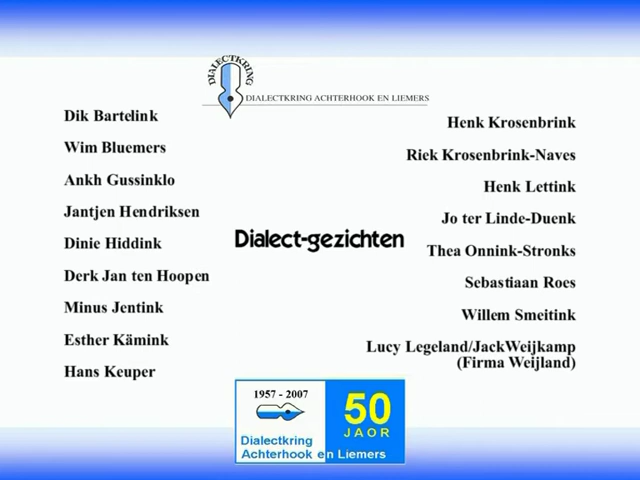 DIALECTKRING
DIALECTKRING ACHTERHOOK EN LIEMERS
Dik Bartelink
Wim Bluemers
Ankh Gussinklo
Jantjen Hendriksen
Dinie Hiddink
Derk Jan ten Hoopen
Minus Jentink
Esther Kämink
Hans Keuper
Dialect-gezichten
Henk Krosenbrink
Riek Krosenbrink-Naves
Henk Lettink
Jo ter Linde-Duenk
Thea Onnink-Stronks
Sebastiaan Roes
Willem Smeitink
Lucy Legeland/JackWeijkamp
(Firma Weijland)
1957 - 2007
50
JAOR
Dialectkring
Achterhook en Liemers